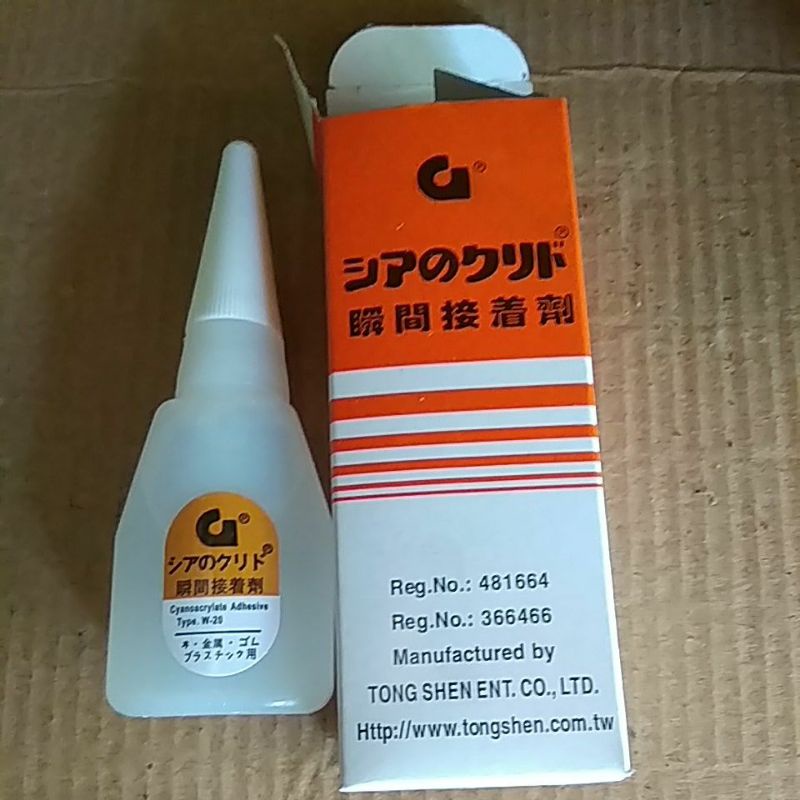 シアのクリド®
瞬間接着劑
Reg.No.: 481664
Reg.No.: 366466
Manufactured by
TONG SHEN ENT. CO., LTD.
Http://www.tongshen.com.tw
シアのクリド®
瞬間接着劑
Cyanoacrylate Adhesive
Type. W-20
木・金属・ゴム
プラスチック用